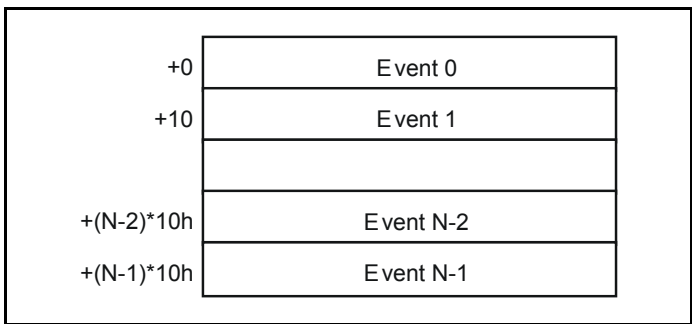 +0 Event 0
+10 Event 1
+(N-2)*10h Event N-2
+(N-1)*10h Event N-1